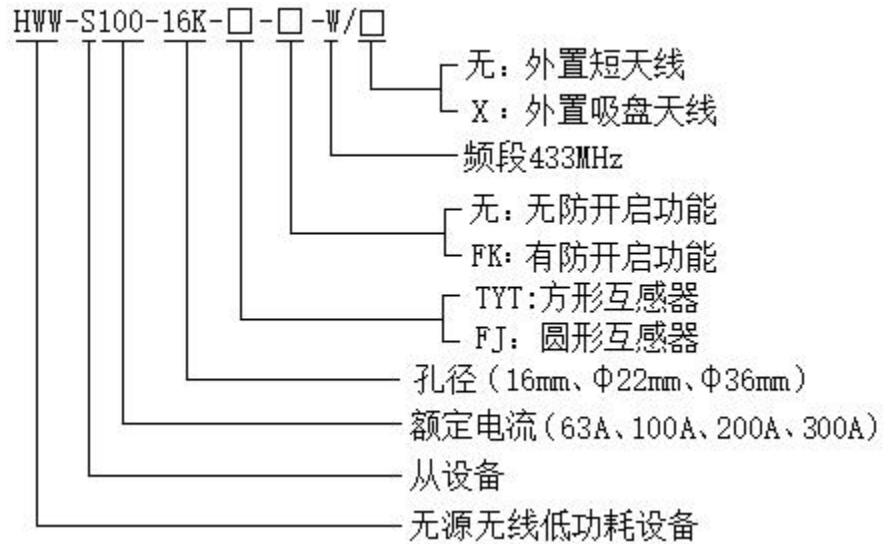 HWW-S100-16K-□-□-W/□
无：外置短天线
X：外置吸盘天线
频段433MHz
无：无防开启功能
FK：有防开启功能
TYT:方形互感器
FJ：圆形互感器
孔径（16mm、Φ22mm、Φ36mm）
额定电流（63A、100A、200A、300A）
从设备
无源无线低功耗设备